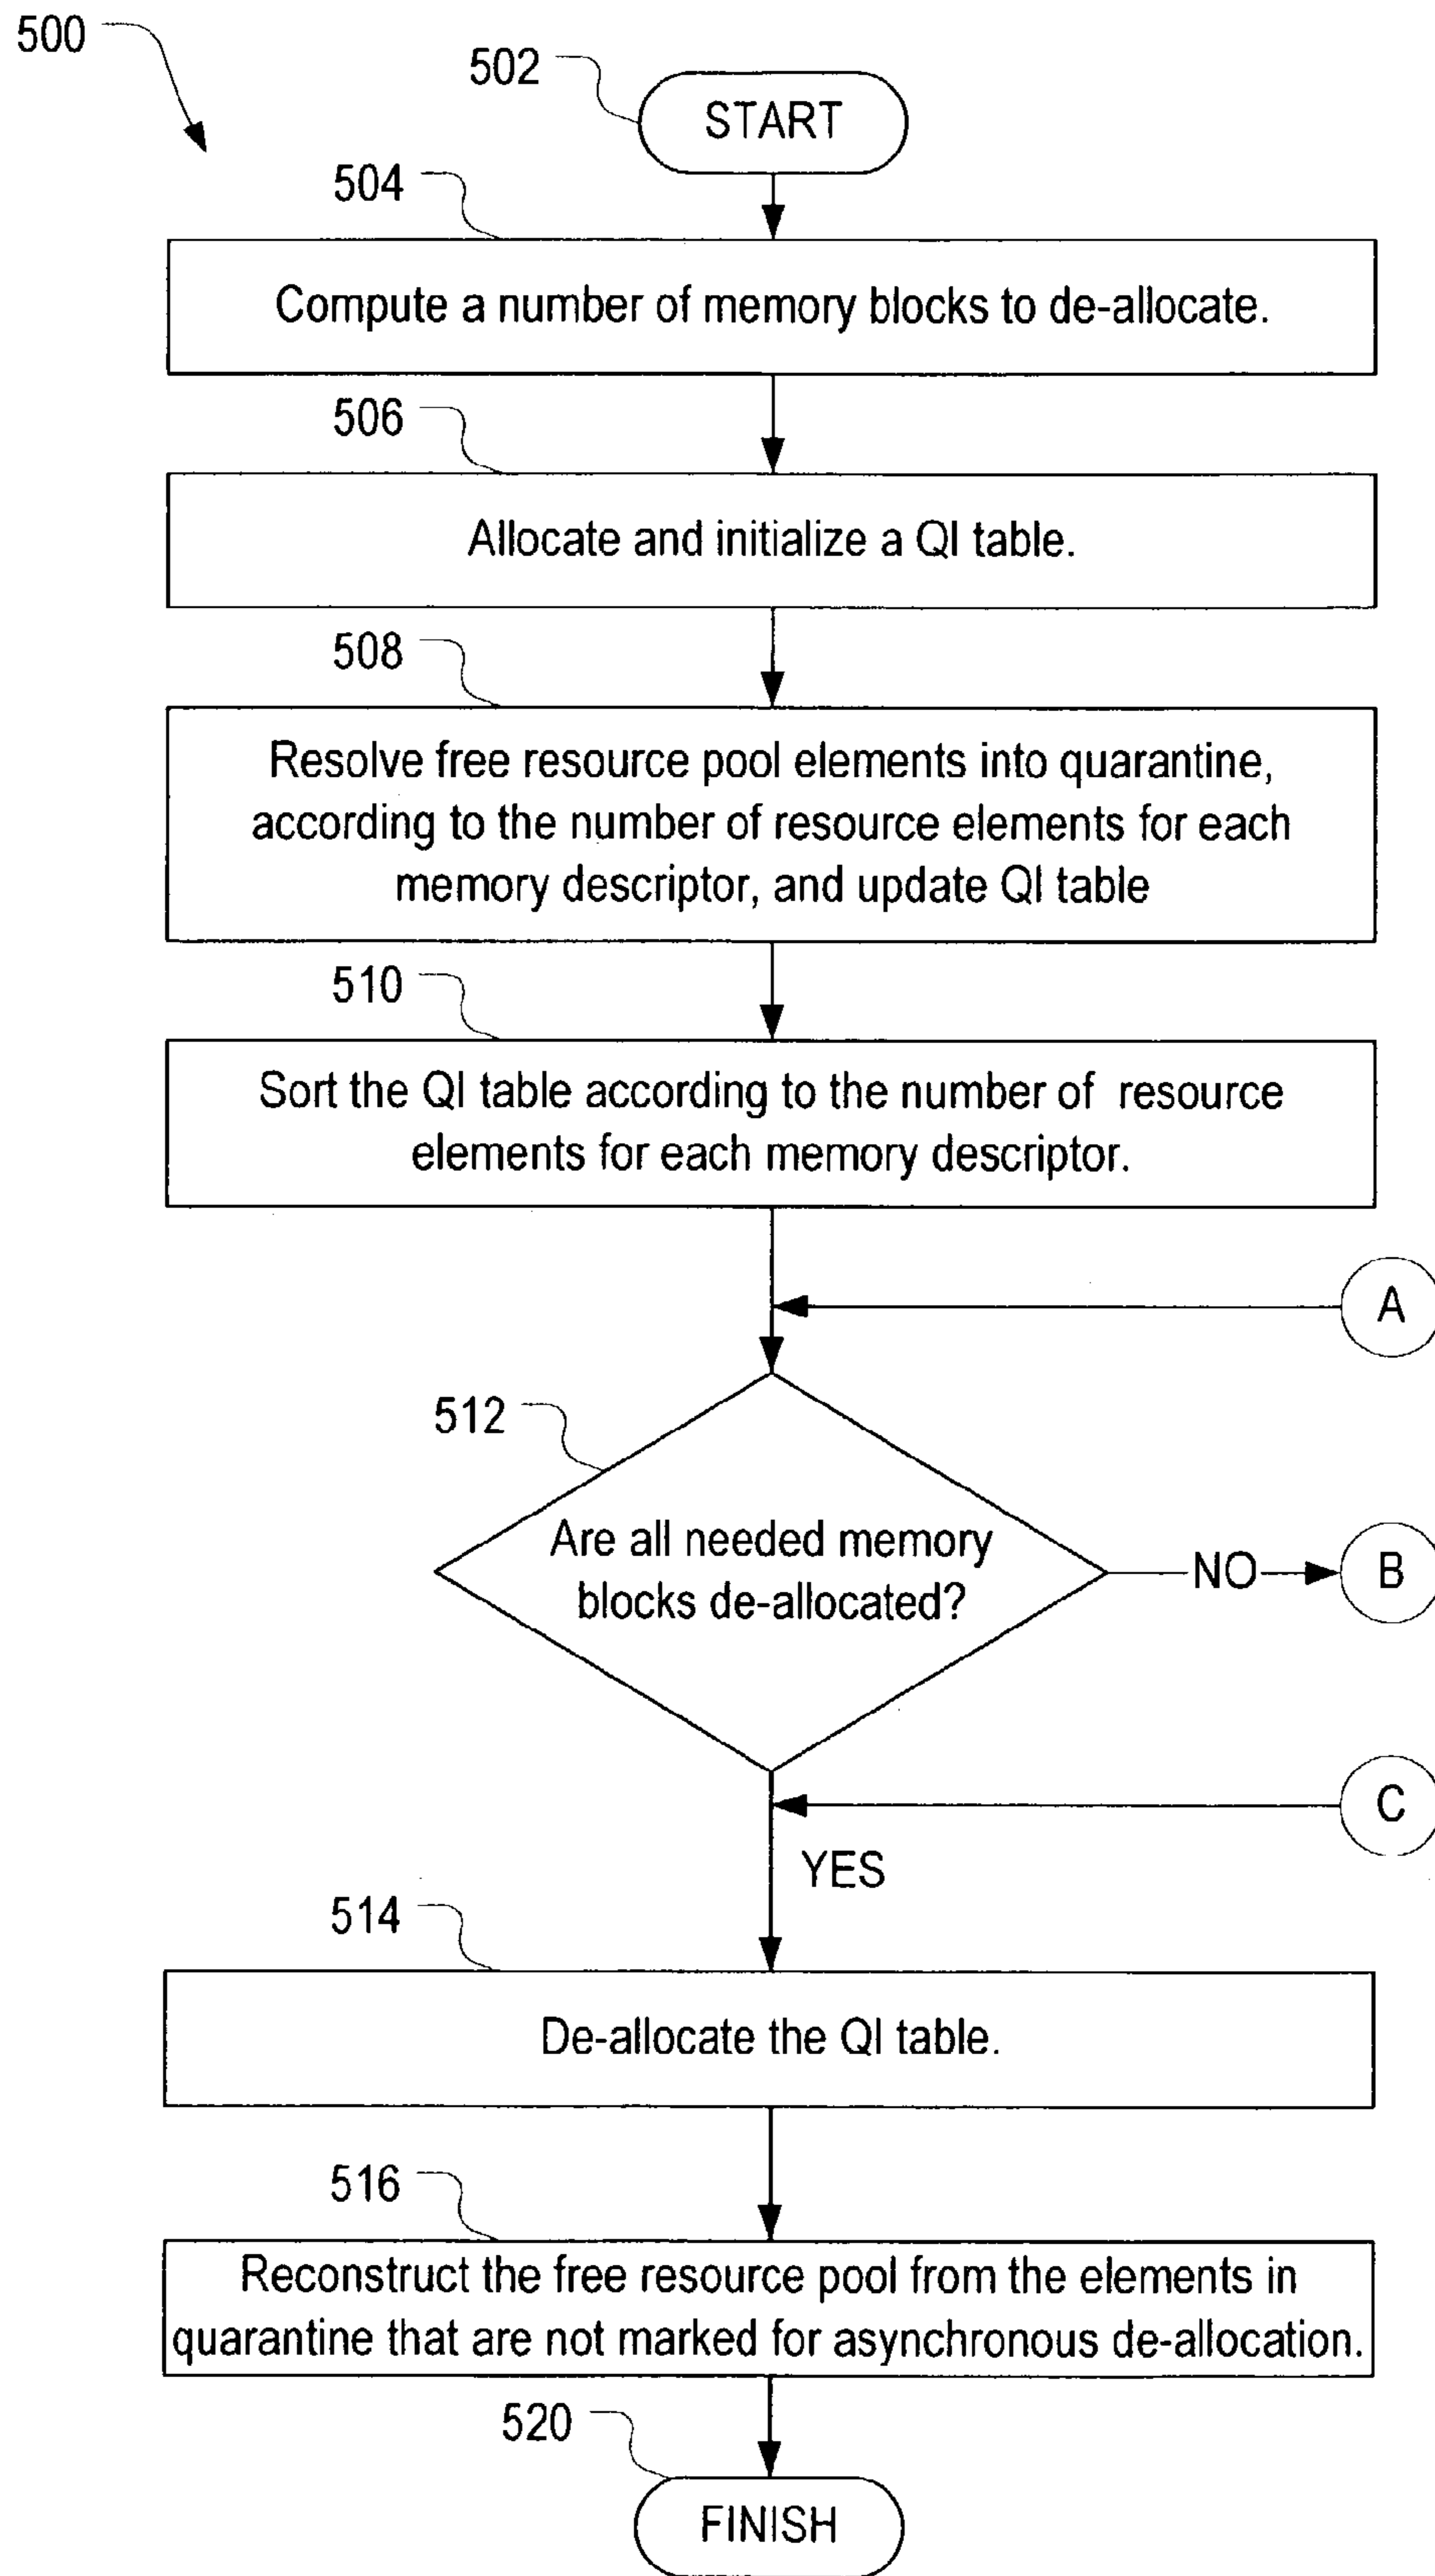 500
502
START
504
Compute a number of memory blocks to de-allocate.
506
Allocate and initialize a QI table.
508
Resolve free resource pool elements into quarantine,
according to the number of resource elements for each
memory descriptor, and update QI table
510
Sort the QI table according to the number of resource
elements for each memory descriptor.
A
512
Are all needed memory
blocks de-allocated?
NO
B
C
YES
514
De-allocate the QI table.
516
Reconstruct the free resource pool from the elements in
quarantine that are not marked for asynchronous de-allocation.
520
FINISH